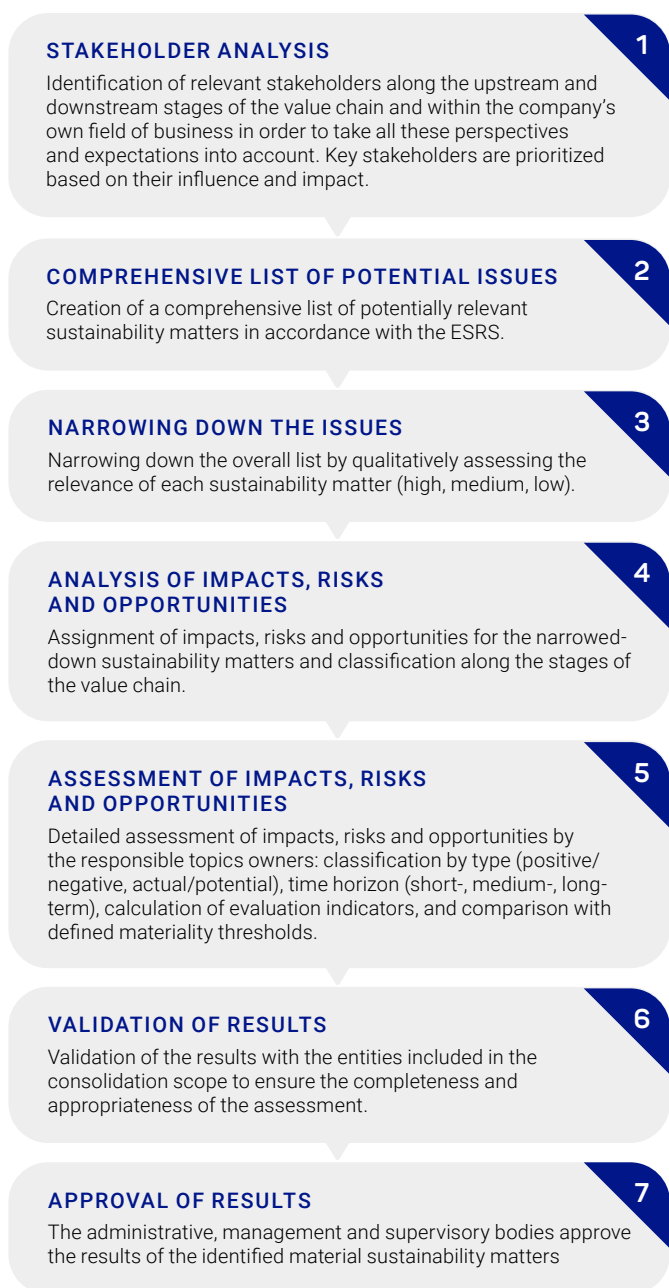 STAKEHOLDER ANALYSIS
1
Identification of relevant stakeholders along the upstream and
downstream stages of the value chain and within the company's
own field of business in order to take all these perspectives
and expectations into account. Key stakeholders are prioritized
based on their influence and impact.
COMPREHENSIVE LIST OF POTENTIAL ISSUES
2
Creation of a comprehensive list of potentially relevant
sustainability matters in accordance with the ESRS.
NARROWING DOWN THE ISSUES
3
Narrowing down the overall list by qualitatively assessing the
relevance of each sustainability matter (high, medium, low).
ANALYSIS OF IMPACTS, RISKS
AND OPPORTUNITIES
4
Assignment of impacts, risks and opportunities for the narrowed-
down sustainability matters and classification along the stages of
the value chain.
ASSESSMENT OF IMPACTS, RISKS
AND OPPORTUNITIES
5
Detailed assessment of impacts, risks and opportunities by
the responsible topics owners: classification by type (positive/
negative, actual/potential), time horizon (short-, medium-, long-
term), calculation of evaluation indicators, and comparison with
defined materiality thresholds.
VALIDATION OF RESULTS
6
Validation of the results with the entities included in the
consolidation scope to ensure the completeness and
appropriateness of the assessment.
APPROVAL OF RESULTS
7
The administrative, management and supervisory bodies approve
the results of the identified material sustainability matters